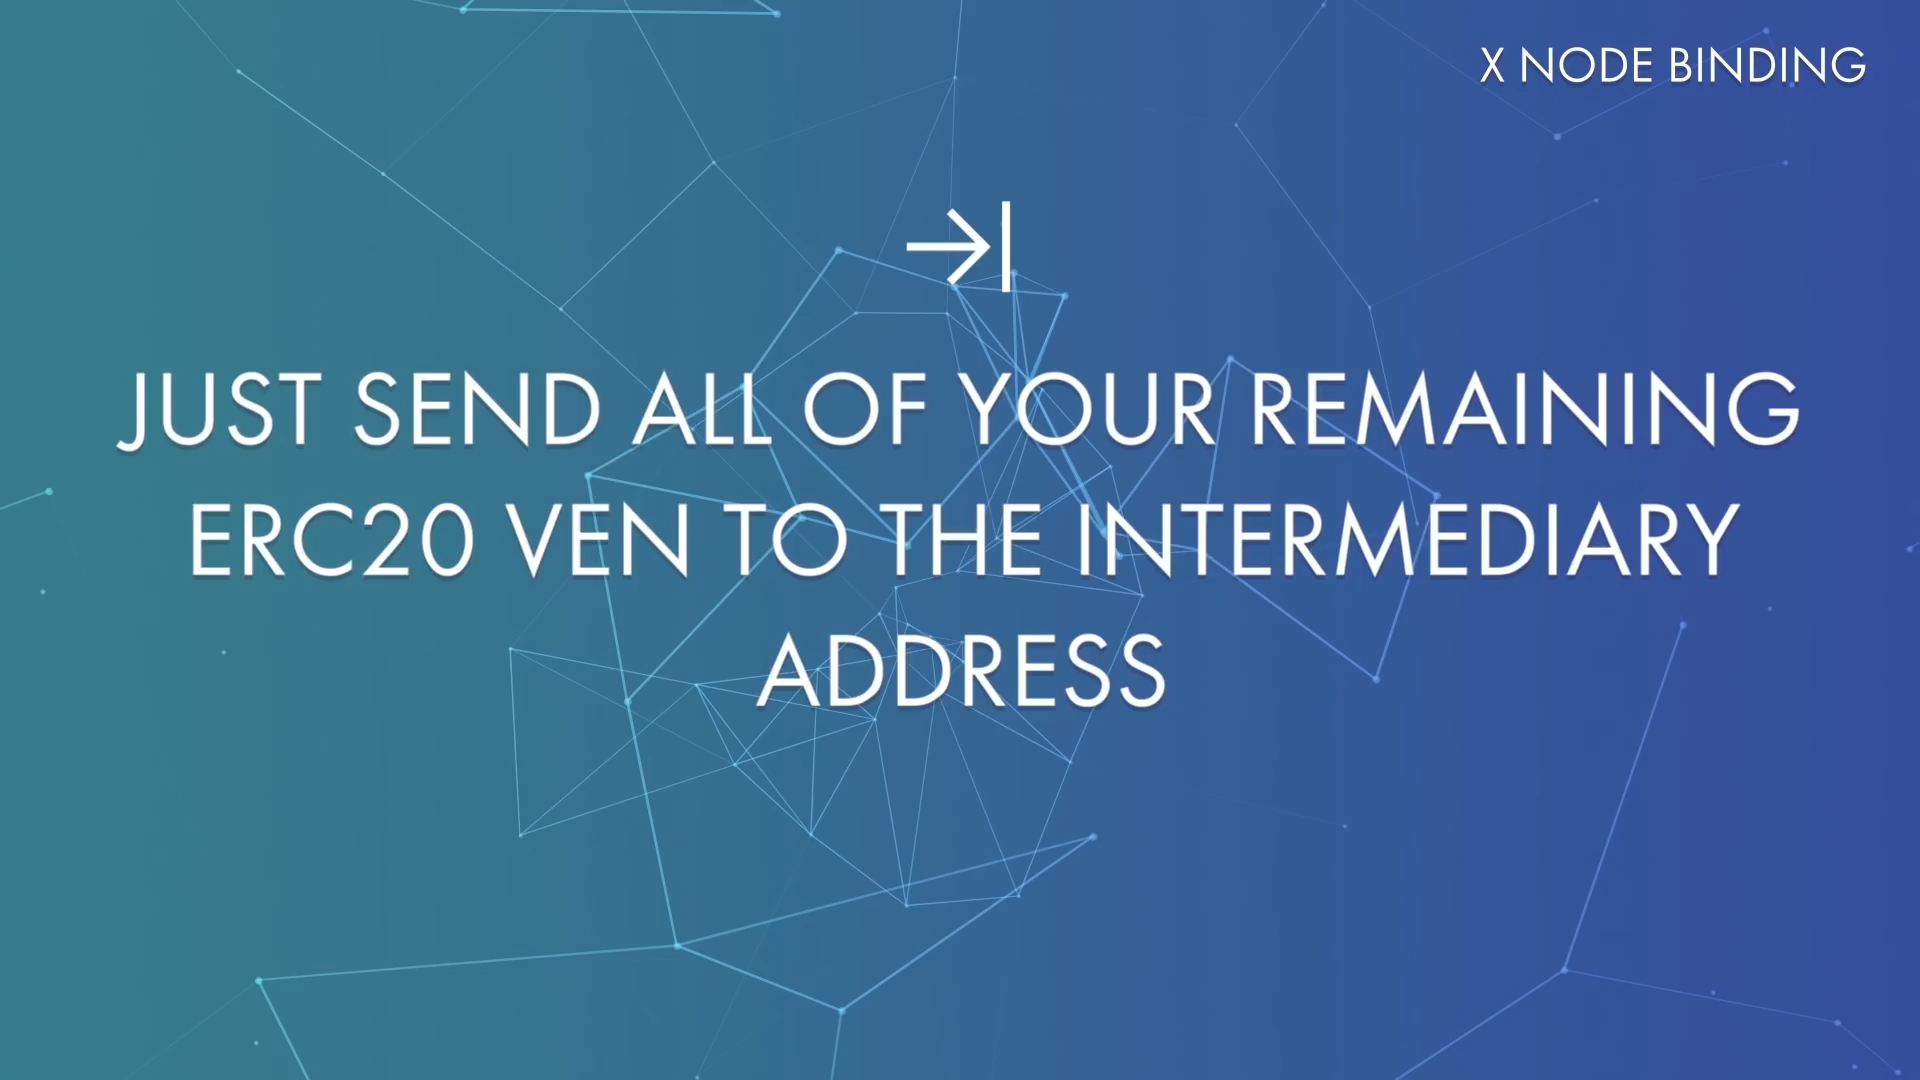 X NODE BINDING
JUST SEND ALL OF YOUR REMAINING
ERC20 VEN TO THE INTERMEDIARY
ADDRESS